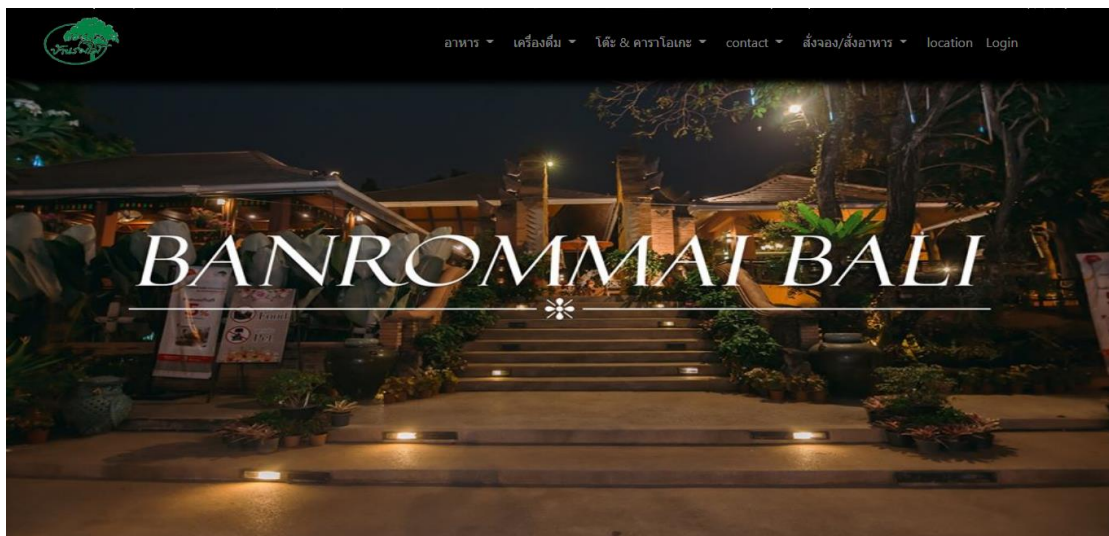 อาหาร เครื่องดื่ม โต๊ะ & คาราโอเกะ contact สั่งจอง/สั่งอาหาร location Login
BANROMMAI BALI
Food